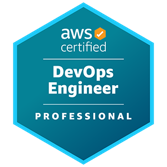 aws
certified
DevOps
Engineer
PROFESSIONAL